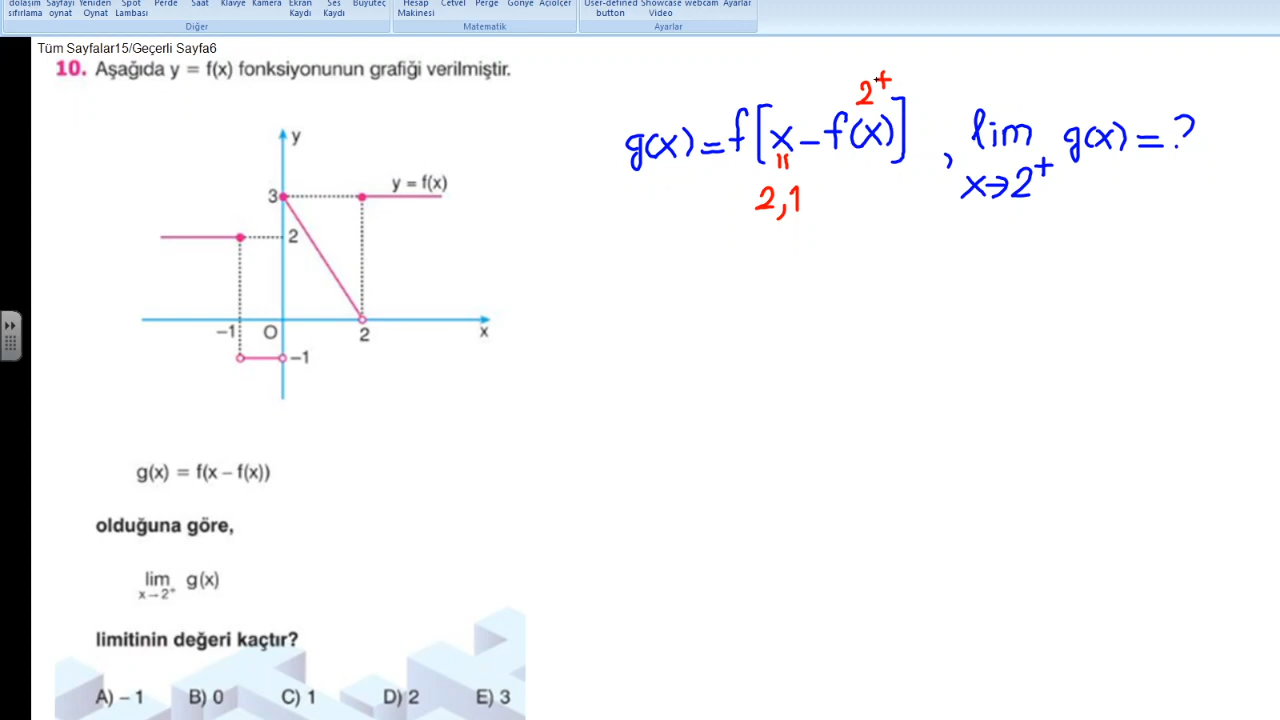 dolaşım Sayfayı Yeniden Spot Perde Saat Klavye Kamera Ekran Ses Büyüteç
sıfırlama oynat Oynat Lambası Kaydı Kaydı
Hesap Cetvel Perge Gönye Açıölçer
Makinesi
User-defined Showcase webcam Ayarlar
button Video
Diğer Matematik Ayarlar
Tüm Sayfalar15/Geçerli Sayfa6
10. Aşağıda y = f(x) fonksiyonunun grafiği verilmiştir.
2⁺
g(x)=f[x-f(x)] , lim g(x)=?
x→2⁺
=
2,1
y
3
y = f(x)
2
-1 O 2 x
-1
g(x) = f(x - f(x))
olduğuna göre,
lim g(x)
x→2⁺
limitinin değeri kaçtır?
A) - 1 B) 0 C) 1 D) 2 E) 3